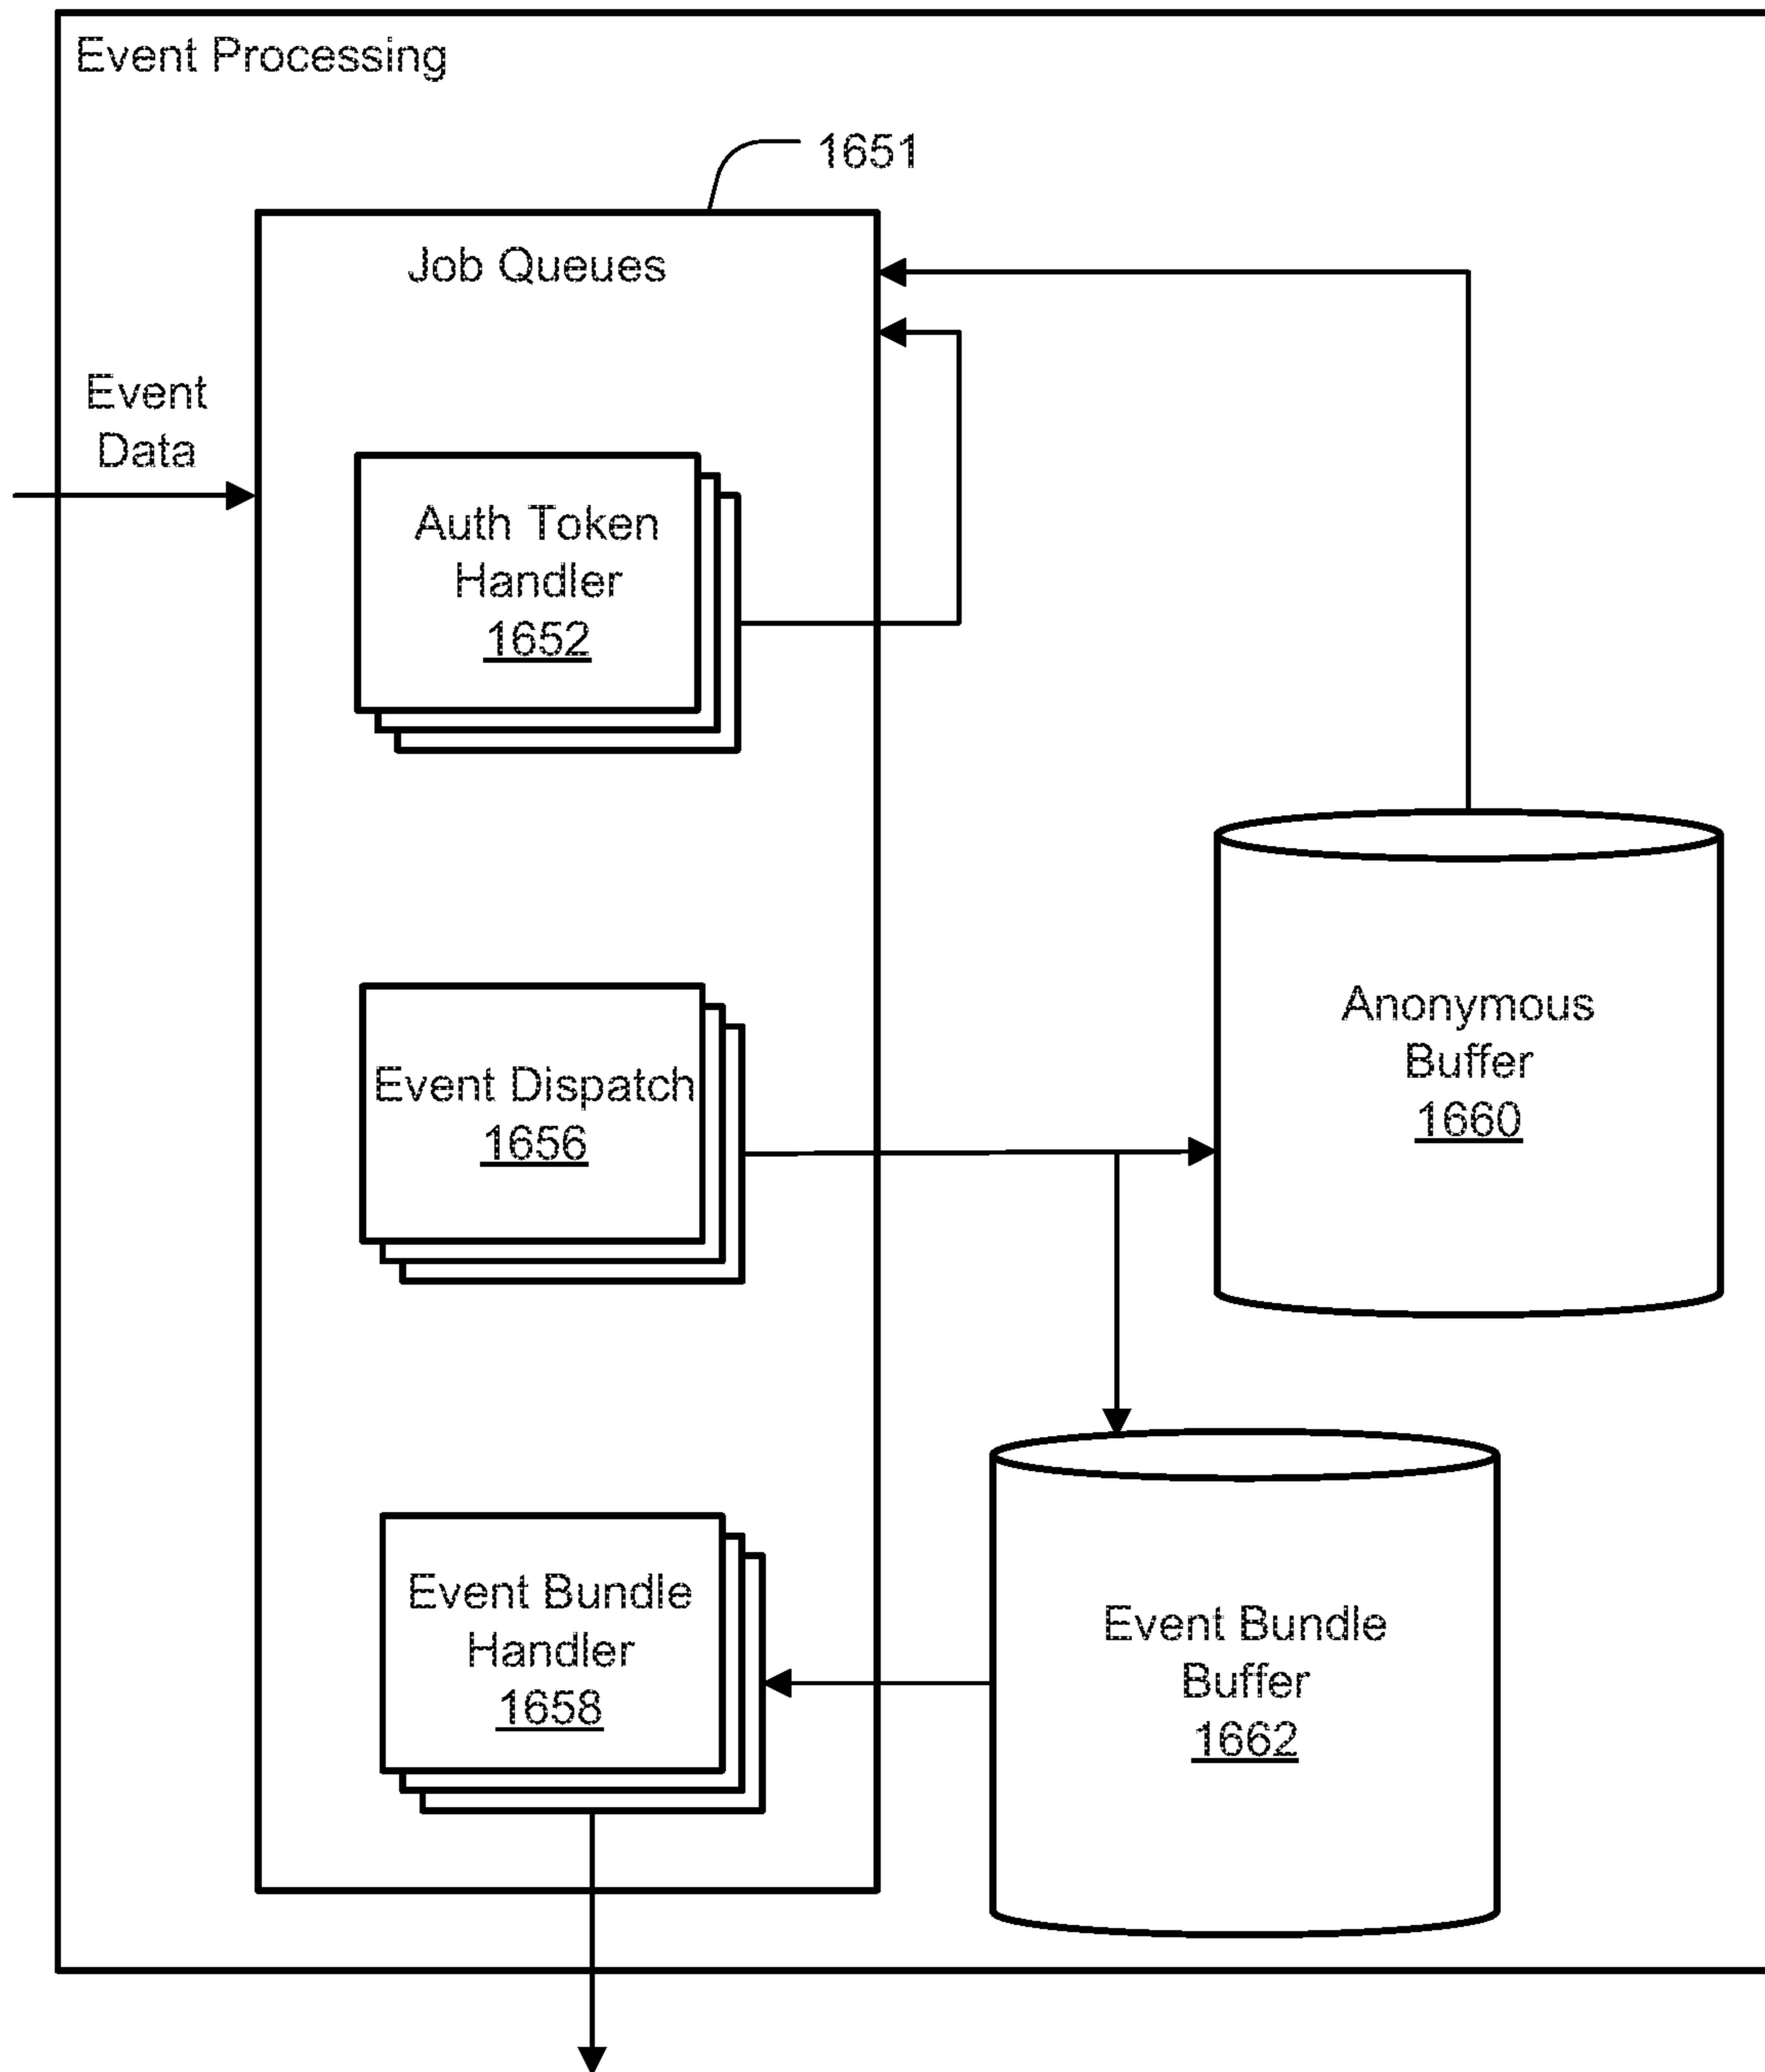 Event Processing
1651
Job Queues
Event
Data
Auth Token
Handler
1652
Anonymous
Buffer
1660
Event Dispatch
1656
Event Bundle
Handler
1658
Event Bundle
Buffer
1662